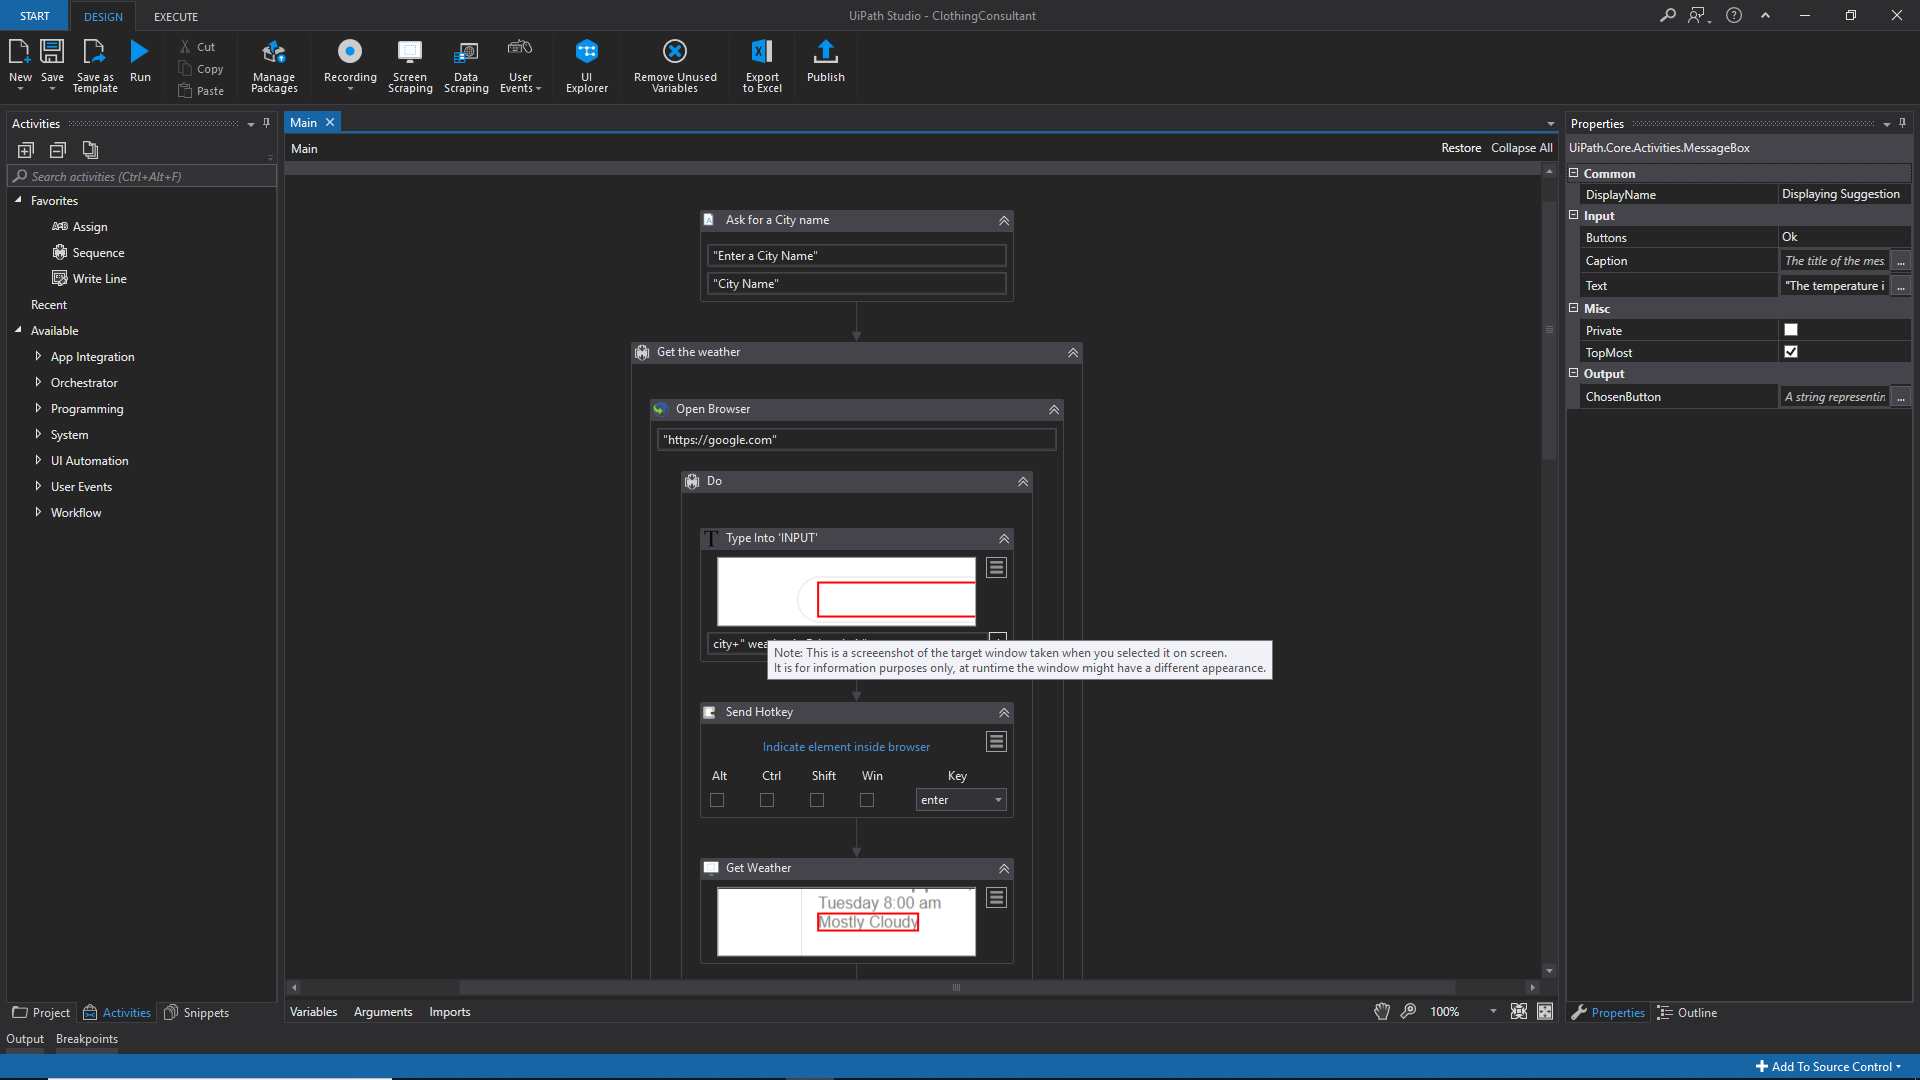 START
DESIGN
EXECUTE
UiPath Studio - ClothingConsultant
New
Save
Save as
Template
Run
Cut
Copy
Paste
Manage
Packages
Recording
Screen
Scraping
Data
Scraping
User
Events
UI
Explorer
Remove Unused
Variables
Export
to Excel
Publish
Activities
Search activities (Ctrl+Alt+F)
Favorites
Assign
Sequence
Write Line
Recent
Available
App Integration
Orchestrator
Programming
System
UI Automation
User Events
Workflow
Project
Activities
Snippets
Output
Breakpoints
Main
Main
Restore
Collapse All
Ask for a City name
"Enter a City Name"
"City Name"
Get the weather
Open Browser
"https://google.com"
Do
Type Into 'INPUT'
city+"
Note: This is a screeenshot of the target window taken when you selected it on screen.
It is for information purposes only, at runtime the window might have a different appearance.
Send Hotkey
Indicate element inside browser
Alt
Ctrl
Shift
Win
Key
enter
Get Weather
Tuesday 8:00 am
Mostly Cloudy
Variables
Arguments
Imports
100%
Properties
UiPath.Core.Activities.MessageBox
Common
DisplayName
Displaying Suggestion
Input
Buttons
Ok
Caption
The title of the mes
...
Text
"The temperature i
...
Misc
Private
TopMost
Output
ChosenButton
A string representin
...
Properties
Outline
Add To Source Control